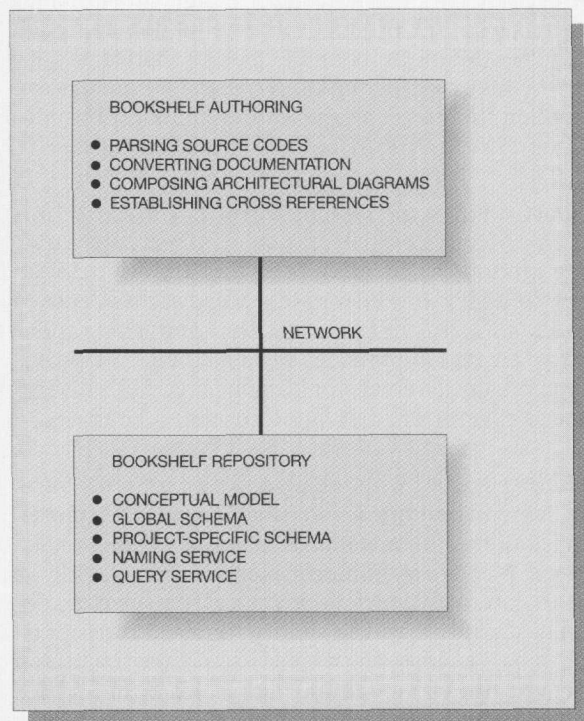 BOOKSHELF AUTHORING
● PARSING SOURCE CODES
● CONVERTING DOCUMENTATION
● COMPOSING ARCHITECTURAL DIAGRAMS
● ESTABLISHING CROSS REFERENCES
NETWORK
BOOKSHELF REPOSITORY
● CONCEPTUAL MODEL
● GLOBAL SCHEMA
● PROJECT-SPECIFIC SCHEMA
● NAMING SERVICE
● QUERY SERVICE